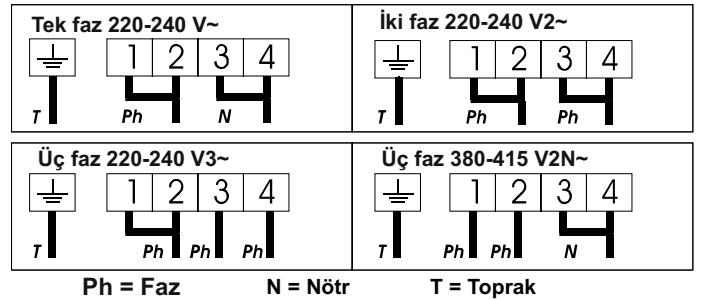 Tek faz 220-240 V~
1 2 3 4
T Ph N
İki faz 220-240 V2~
1 2 3 4
T Ph Ph
Üç faz 220-240 V3~
1 2 3 4
T Ph Ph Ph
Üç faz 380-415 V2N~
1 2 3 4
T Ph Ph N
Ph = Faz N = Nötr T = Toprak